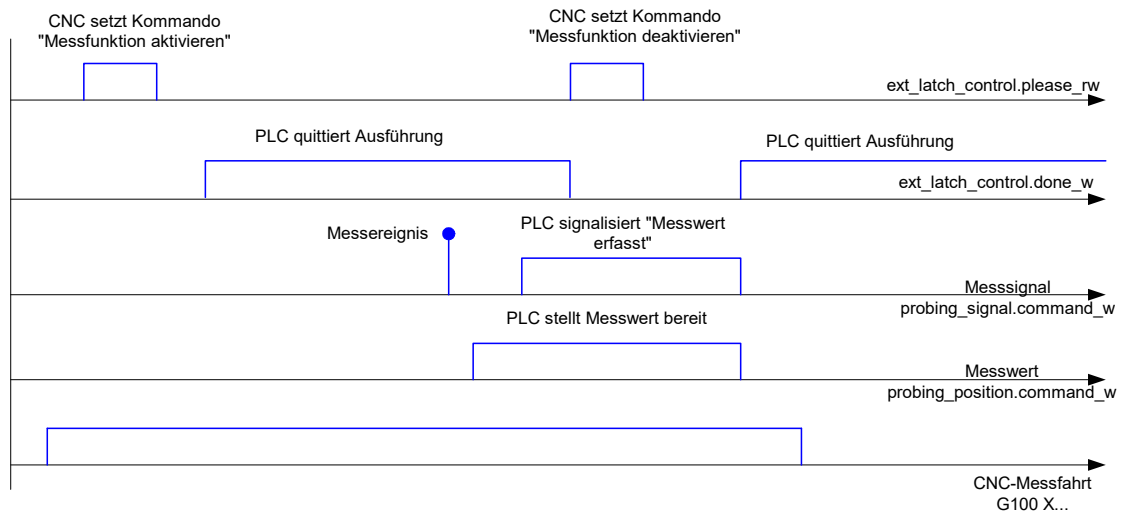 CNC setzt Kommando
"Messfunktion aktivieren"
CNC setzt Kommando
"Messfunktion deaktivieren"
ext_latch_control.please_rw
PLC quittiert Ausführung
PLC quittiert Ausführung
ext_latch_control.done_w
Messereignis
PLC signalisiert "Messwert
erfasst"
Messsignal
probing_signal.command_w
PLC stellt Messwert bereit
Messwert
probing_position.command_w
CNC-Messfahrt
G100 X...